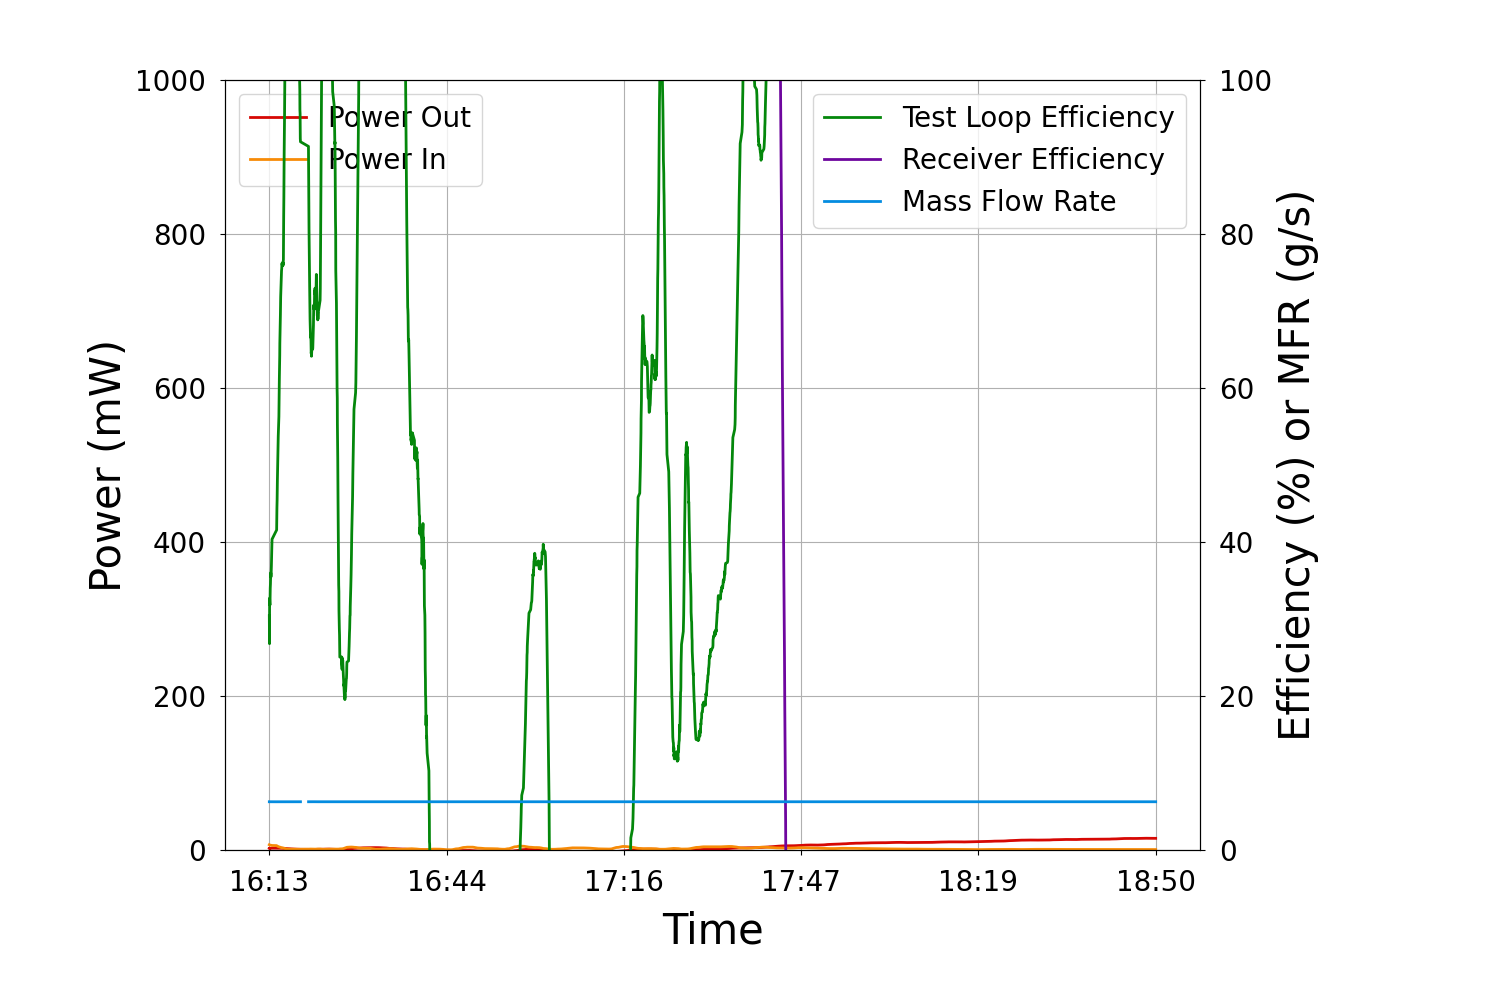 1000
800
600
400
200
0
Power (mW)
Power Out
Power In
Test Loop Efficiency
Receiver Efficiency
Mass Flow Rate
100
80
60
40
20
0
Efficiency (%) or MFR (g/s)
16:13 16:44 17:16 17:47 18:19 18:50
Time